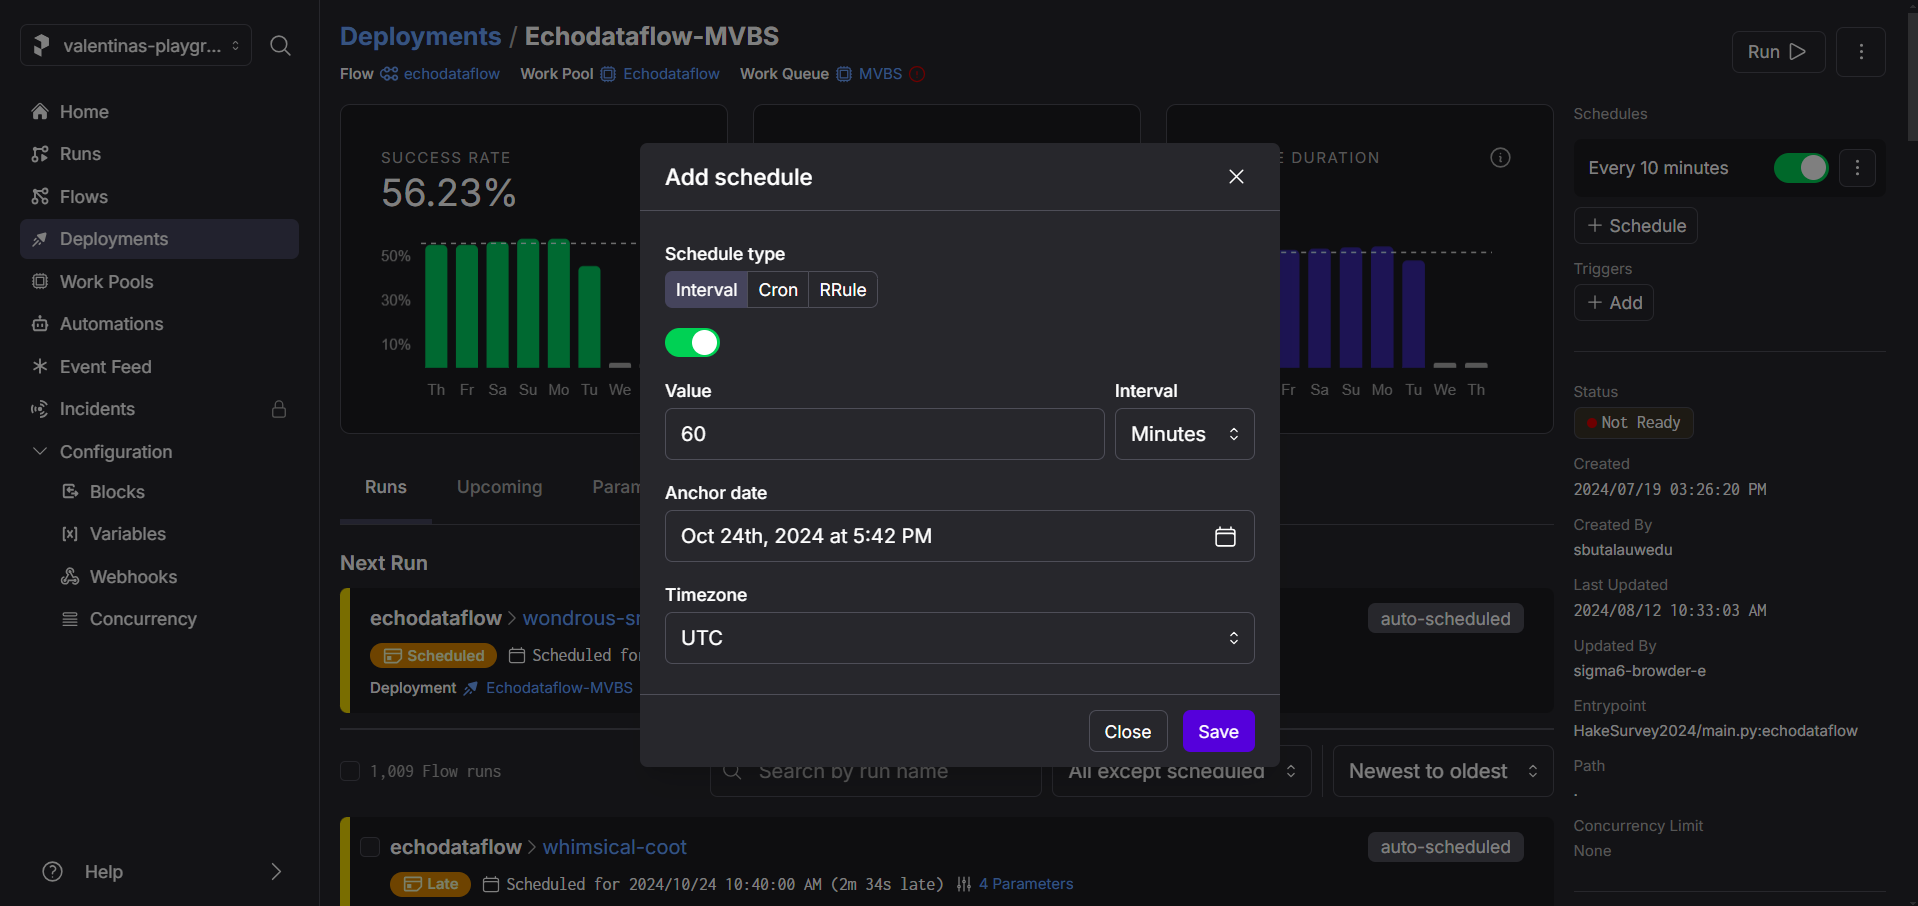 valentinas-playgr...
Home
Runs
Flows
Deployments
Work Pools
Automations
Event Feed
Incidents
Configuration
Blocks
Variables
Webhooks
Concurrency
Help
Deployments / Echodataflow-MVBS
Flow echodataflow Work Pool Echodataflow Work Queue MVBS
Run
SUCCESS RATE
56.23%
50%
30%
10%
Th Fr Sa Su Mo Tu We
E DURATION
Fr Sa Su Mo Tu We Th
Runs Upcoming Param
Next Run
echodataflow > wondrous-sn
auto-scheduled
Scheduled Scheduled for
Deployment Echodataflow-MVBS
1,009 Flow runs
Search by run name
All except scheduled
Newest to oldest
echodataflow > whimsical-coot
auto-scheduled
Late Scheduled for 2024/10/24 10:40:00 AM (2m 34s late) 4 Parameters
Add schedule
Schedule type
Interval Cron RRule
Value Interval
60 Minutes
Anchor date
Oct 24th, 2024 at 5:42 PM
Timezone
UTC
Close Save
Schedules
Every 10 minutes
+ Schedule
Triggers
+ Add
Status
Not Ready
Created
2024/07/19 03:26:20 PM
Created By
sbutalauwedu
Last Updated
2024/08/12 10:33:03 AM
Updated By
sigma6-browder-e
Entrypoint
HakeSurvey2024/main.py:echodataflow
Path
.
Concurrency Limit
None